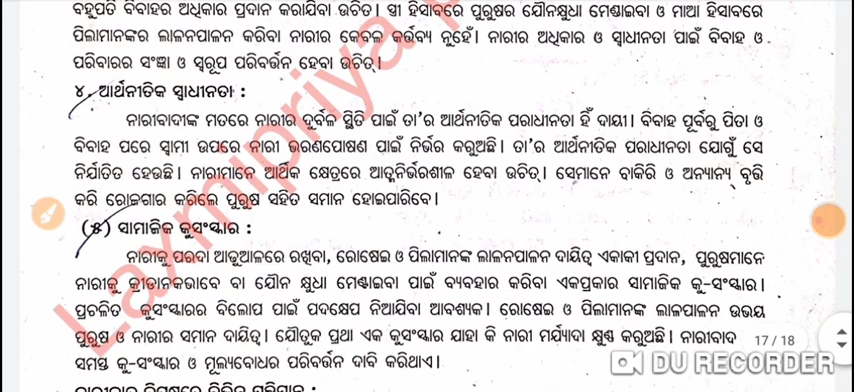 ବହୁପତି ବିବାହର ଅଧିକାର ପ୍ରଦାନ କରାଯିବା ଉଚିତ। ସ୍ତ୍ରୀ ହିସାବରେ ପୁରୁଷର ଯୌନକ୍ଷୁଧା ମେଣ୍ଟାଇବା ଓ ମାଆ ହିସାବରେ
ପିଲାମାନଙ୍କର ଲାଳନପାଳନ କରିବା ନାରୀର କେବଳ କର୍ତ୍ତବ୍ୟ ନୁହେଁ। ନାରୀର ଅଧିକାର ଓ ସ୍ୱାଧୀନତା ପାଇଁ ବିବାହ ଓ
ପରିବାରର ସଂଜ୍ଞା ଓ ସ୍ୱରୂପ ପରିବର୍ତ୍ତନ ହେବା ଉଚିତ୍।
୪. ଆର୍ଥନୀତିକ ସ୍ୱାଧୀନତା :
ନାରୀବାଦୀଙ୍କ ମତରେ ନାରୀର ଦୁର୍ବଳ ସ୍ଥିତି ପାଇଁ ତା'ର ଆର୍ଥନୀତିକ ପରାଧୀନତା ହିଁ ଦାୟୀ। ବିବାହ ପୂର୍ବରୁ ପିତା ଓ
ବିବାହ ପରେ ସ୍ୱାମୀ ଉପରେ ନାରୀ ଭରଣପୋଷଣ ପାଇଁ ନିର୍ଭର କରୁଅଛି। ତା'ର ଆର୍ଥନୀତିକ ପରାଧୀନତା ଯୋଗୁଁ ସେ
ନିର୍ଯାତିତ ହେଉଛି। ନାରୀମାନେ ଆର୍ଥିକ କ୍ଷେତ୍ରରେ ଆତ୍ମନିର୍ଭରଶୀଳ ହେବା ଉଚିତ୍। ସେମାନେ ବାକିରି ଓ ଅନ୍ୟାନ୍ୟ ବୃତ୍ତି
କରି ରୋଜଗାର କରିଲେ ପୁରୁଷ ସହିତ ସମାନ ହୋଇପାରିବେ।
(୫) ସାମାଜିକ କୁସଂସ୍କାର :
ନାରୀକୁ ପରଦା ଆଢୁଆଳରେ ରଖିବା, ରୋଷେଇ ଓ ପିଲାମାନଙ୍କ ଲାଳନପାଳନ ଦାୟିତ୍ୱ ଏକାକୀ ପ୍ରଦାନ, ପୁରୁଷମାନେ
ନାରୀକୁ କ୍ରୀଡାନକଭାବେ ବା ଯୌନ କ୍ଷୁଧା ମେଣ୍ଟାଇବା ପାଇଁ ବ୍ୟବହାର କରିବା ଏକପ୍ରକାର ସାମାଜିକ କୁ-ସଂସ୍କାର।
ପ୍ରଚଳିତ କୁସଂସ୍କାରର ବିଲୋପ ପାଇଁ ପଦକ୍ଷେପ ନିଆଯିବା ଆବଶ୍ୟକ। ରୋଷେଇ ଓ ପିଲାମାନଙ୍କ ଲାଳପାଳନ ଉଭୟ
ପୁରୁଷ ଓ ନାରୀର ସମାନ ଦାୟିତ୍ୱ। ଯୌତୁକ ପ୍ରଥା ଏକ କୁସଂସ୍କାର ଯାହା କି ନାରୀ ମର୍ଯ୍ୟାଦା କ୍ଷୁଣ୍ଣ କରୁଅଛି। ନାରୀବାଦ
17 / 18
ସମସ୍ତ କୁ-ସଂସ୍କାର ଓ ମୂଲ୍ୟବୋଧର ପରିବର୍ତ୍ତନ ଦାବି କରିଥାଏ।
DU RECORDER
Laxmipriya